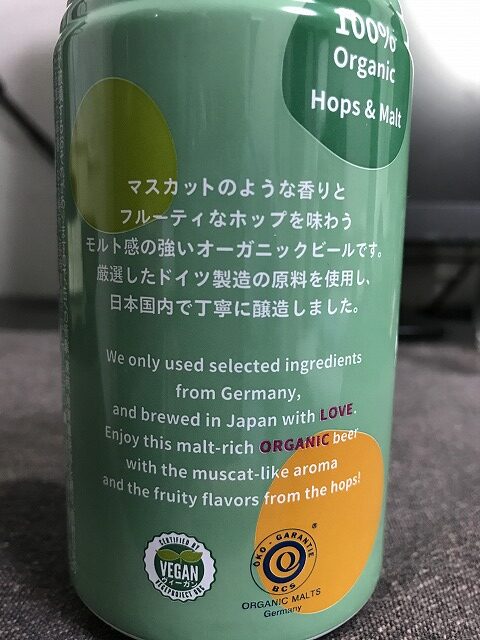 100%
Organic
Hops & Malt
マスカットのような香りと
フルーティなホップを味わう
モルト感の強いオーガニックビールです。
厳選したドイツ製造の原料を使用し、
日本国内で丁寧に醸造しました。
We only used selected ingredients
from Germany,
and brewed in Japan with LOVE.
Enjoy this malt-rich ORGANIC beer
with the muscat-like aroma
and the fruity flavors from the hops!
CERTIFIED BY
VEGAN
ヴィーガン
VEGEPROJECT.ORG
ÖKO - GARANTIE
BCS
®
ORGANIC MALTS
Germany